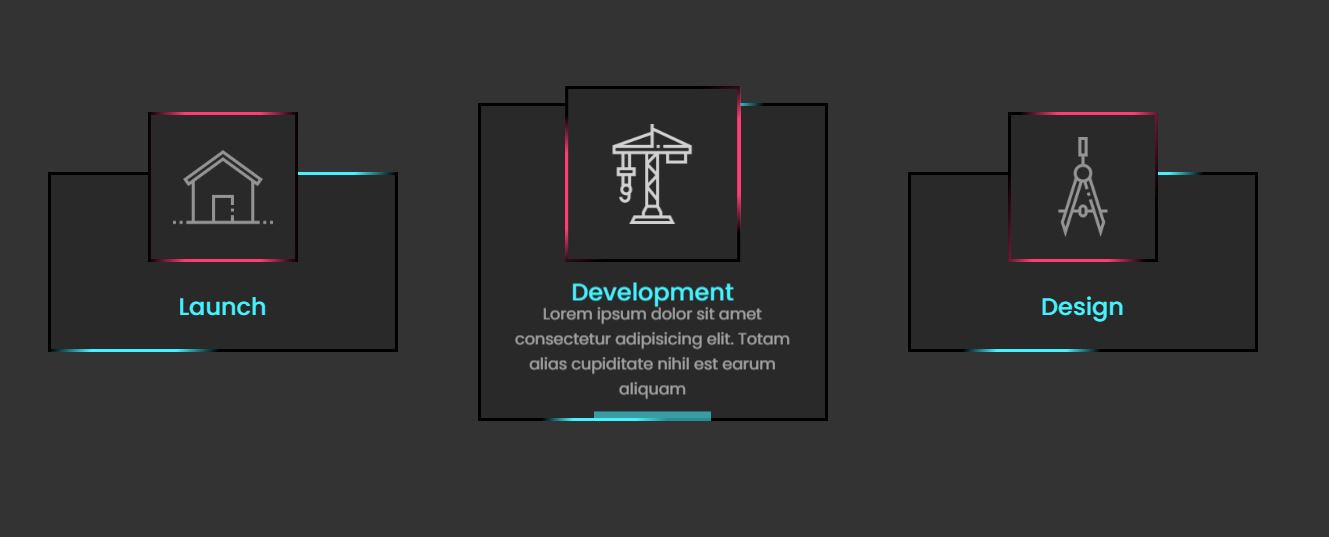 Launch
Development
Lorem ipsum dolor sit amet
consectetur adipisicing elit. Totam
alias cupiditate nihil est earum
aliquam
Design